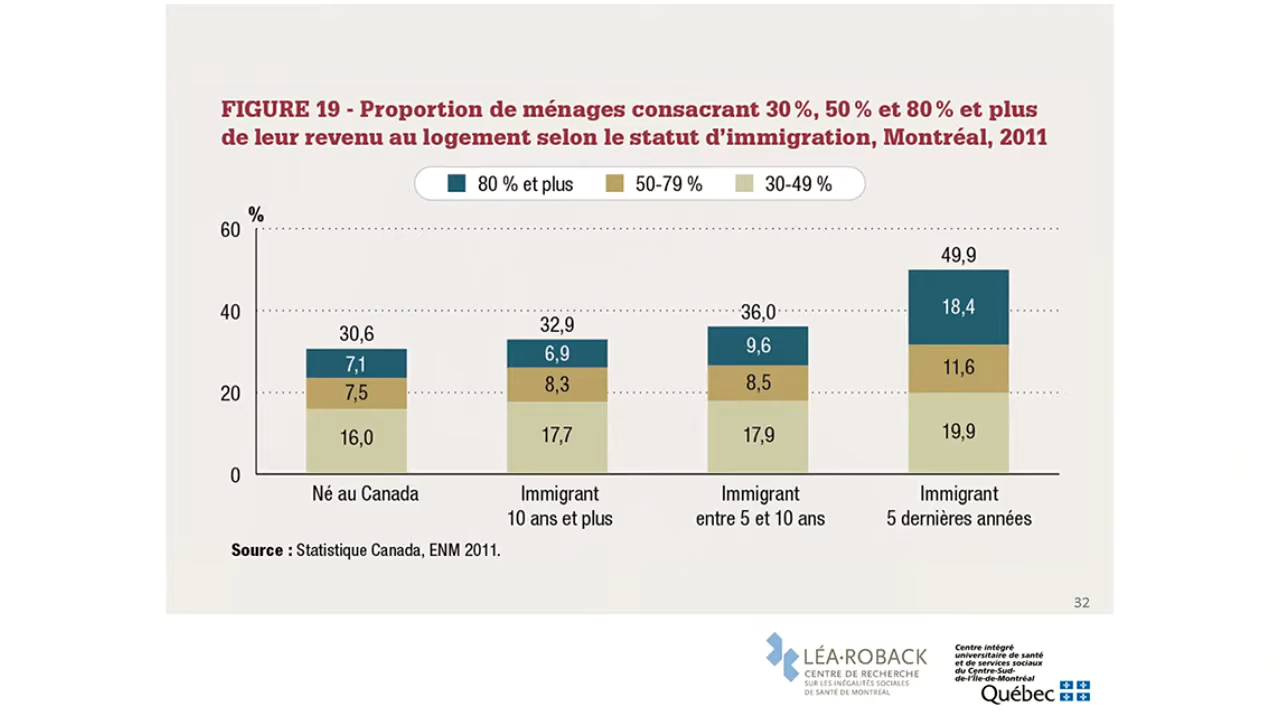 FIGURE 19 - Proportion de ménages consacrant 30 %, 50 % et 80 % et plus
de leur revenu au logement selon le statut d’immigration, Montréal, 2011
80 % et plus 50-79 % 30-49 %
%
60
40
20
0
30,6
7,1
7,5
16,0
32,9
6,9
8,3
17,7
36,0
9,6
8,5
17,9
49,9
18,4
11,6
19,9
Né au Canada
Immigrant
10 ans et plus
Immigrant
entre 5 et 10 ans
Immigrant
5 dernières années
Source : Statistique Canada, ENM 2011.
32
LÉA·ROBACK
CENTRE DE RECHERCHE
SUR LES INÉGALITÉS SOCIALES
DE SANTÉ DE MONTRÉAL
Centre intégré
universitaire de santé
et de services sociaux
du Centre-Sud-
de-l’Île-de-Montréal
Québec